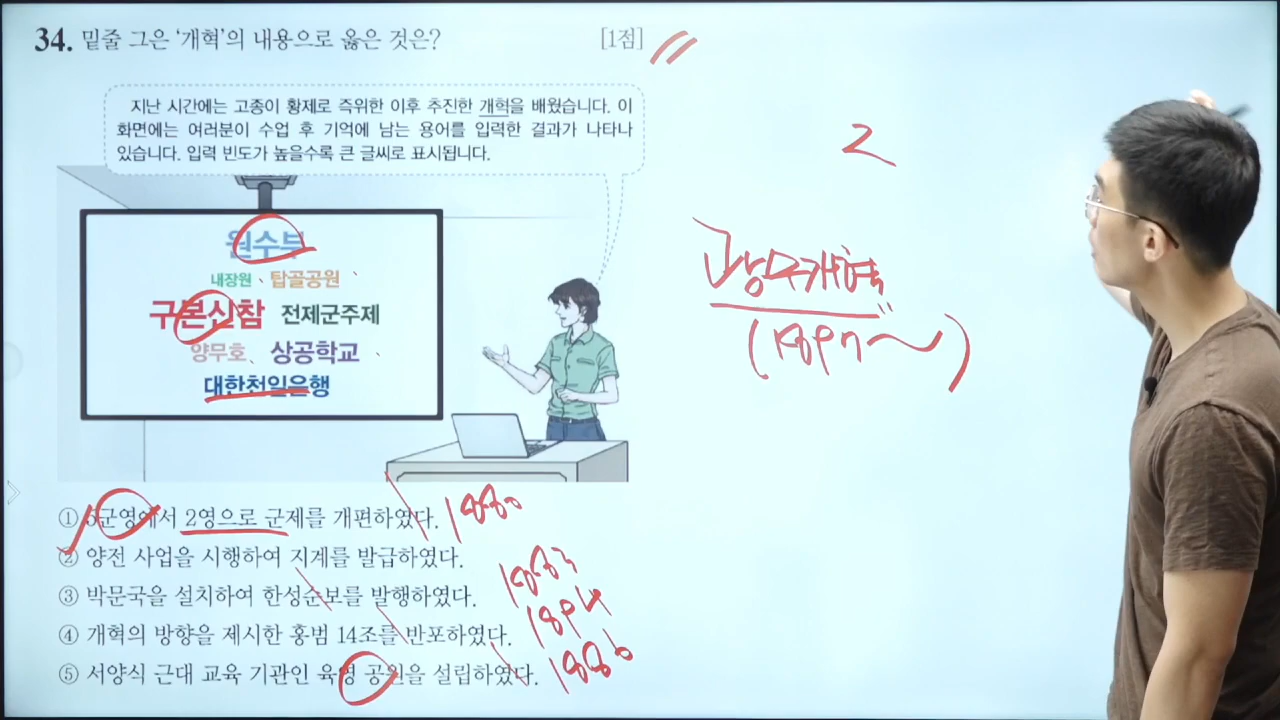 34. 밑줄 그은 '개혁'의 내용으로 옳은 것은? [1점]
지난 시간에는 고종이 황제로 즉위한 이후 추진한 개혁을 배웠습니다. 이
화면에는 여러분이 수업 후 기억에 남는 용어를 입력한 결과가 나타나
있습니다. 입력 빈도가 높을수록 큰 글씨로 표시됩니다.
원수부
내장원 탑골공원
구본신참 전제군주제
양무호 상공학교
대한천일은행
① 5군영에서 2영으로 군제를 개편하였다. 1880
② 양전 사업을 시행하여 지계를 발급하였다.
③ 박문국을 설치하여 한성순보를 발행하였다. 1883
④ 개혁의 방향을 제시한 홍범 14조를 반포하였다. 1894
⑤ 서양식 근대 교육 기관인 육영 공원을 설립하였다. 1886
2
광무개혁
(1897~)